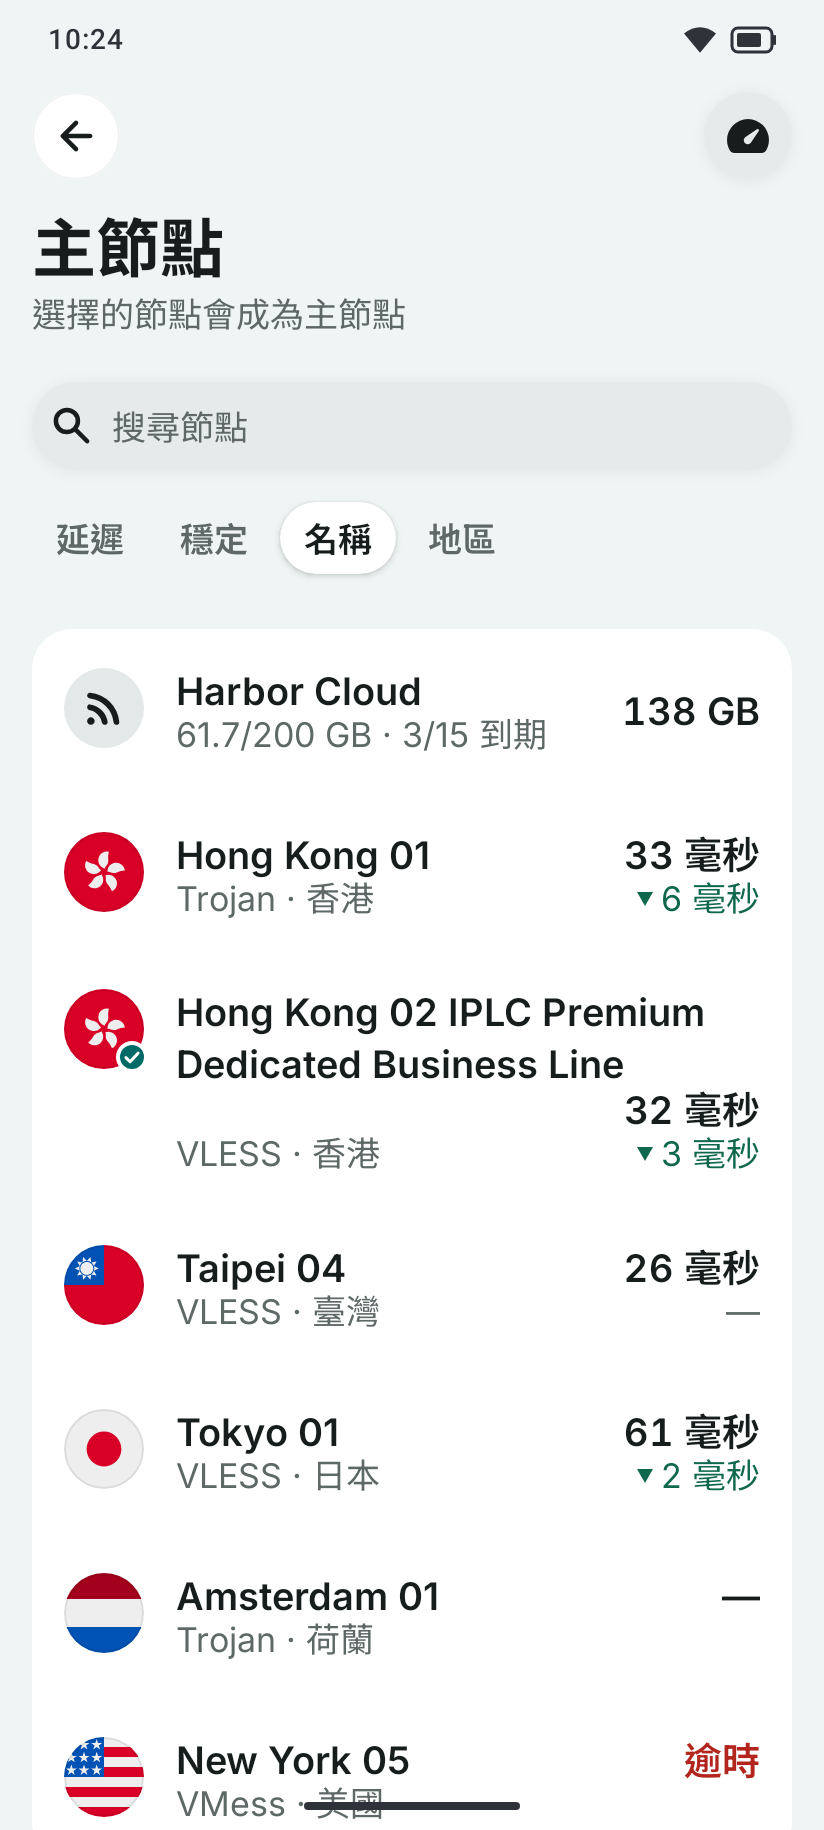 10:24
主節點
選擇的節點會成為主節點
搜尋節點
延遲 穩定 名稱 地區
Harbor Cloud 138 GB
61.7/200 GB · 3/15 到期
Hong Kong 01 33 毫秒
Trojan · 香港 ▼6 毫秒
Hong Kong 02 IPLC Premium
Dedicated Business Line
32 毫秒
VLESS · 香港 ▼3 毫秒
Taipei 04 26 毫秒
VLESS · 臺灣 —
Tokyo 01 61 毫秒
VLESS · 日本 ▼2 毫秒
Amsterdam 01 —
Trojan · 荷蘭
New York 05 逾時
VMess · 美國